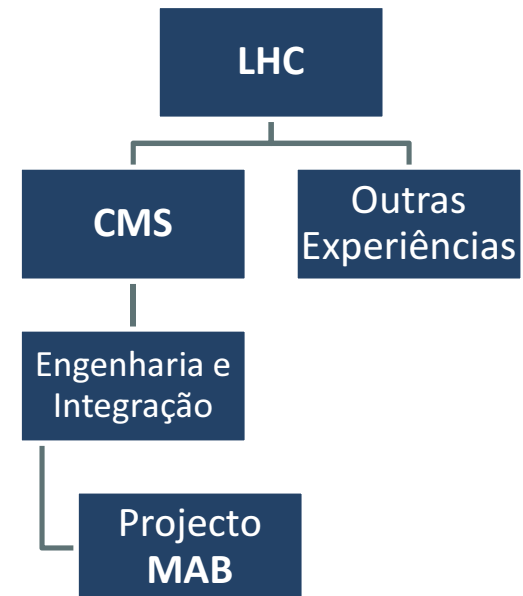 LHC
CMS
Outras
Experiências
Engenharia e
Integração
Projecto
MAB